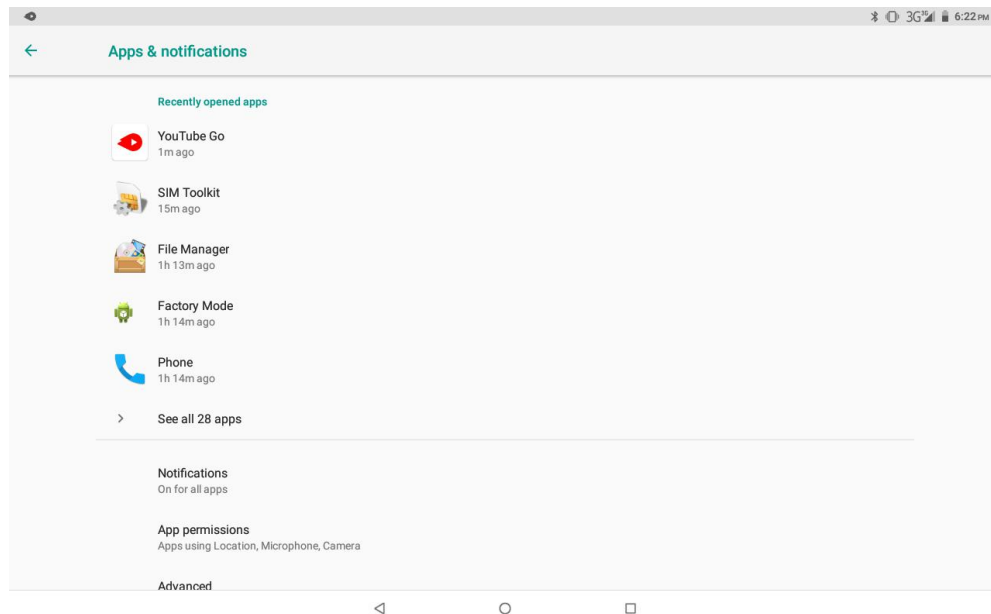 3G 3G 6:22 PM
Apps & notifications
Recently opened apps
YouTube Go
1m ago
SIM Toolkit
15m ago
File Manager
1h 13m ago
Factory Mode
1h 14m ago
Phone
1h 14m ago
See all 28 apps
Notifications
On for all apps
App permissions
Apps using Location, Microphone, Camera
Advanced